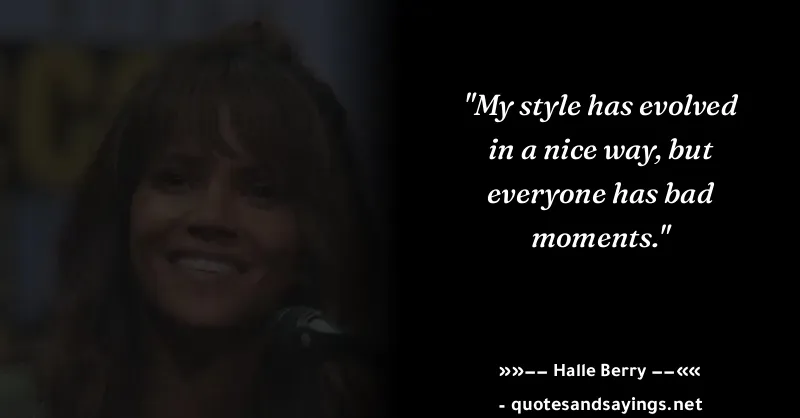 "My style has evolved
in a nice way, but
everyone has bad
moments."
»»−− Halle Berry −−««
- quotesandsayings.net